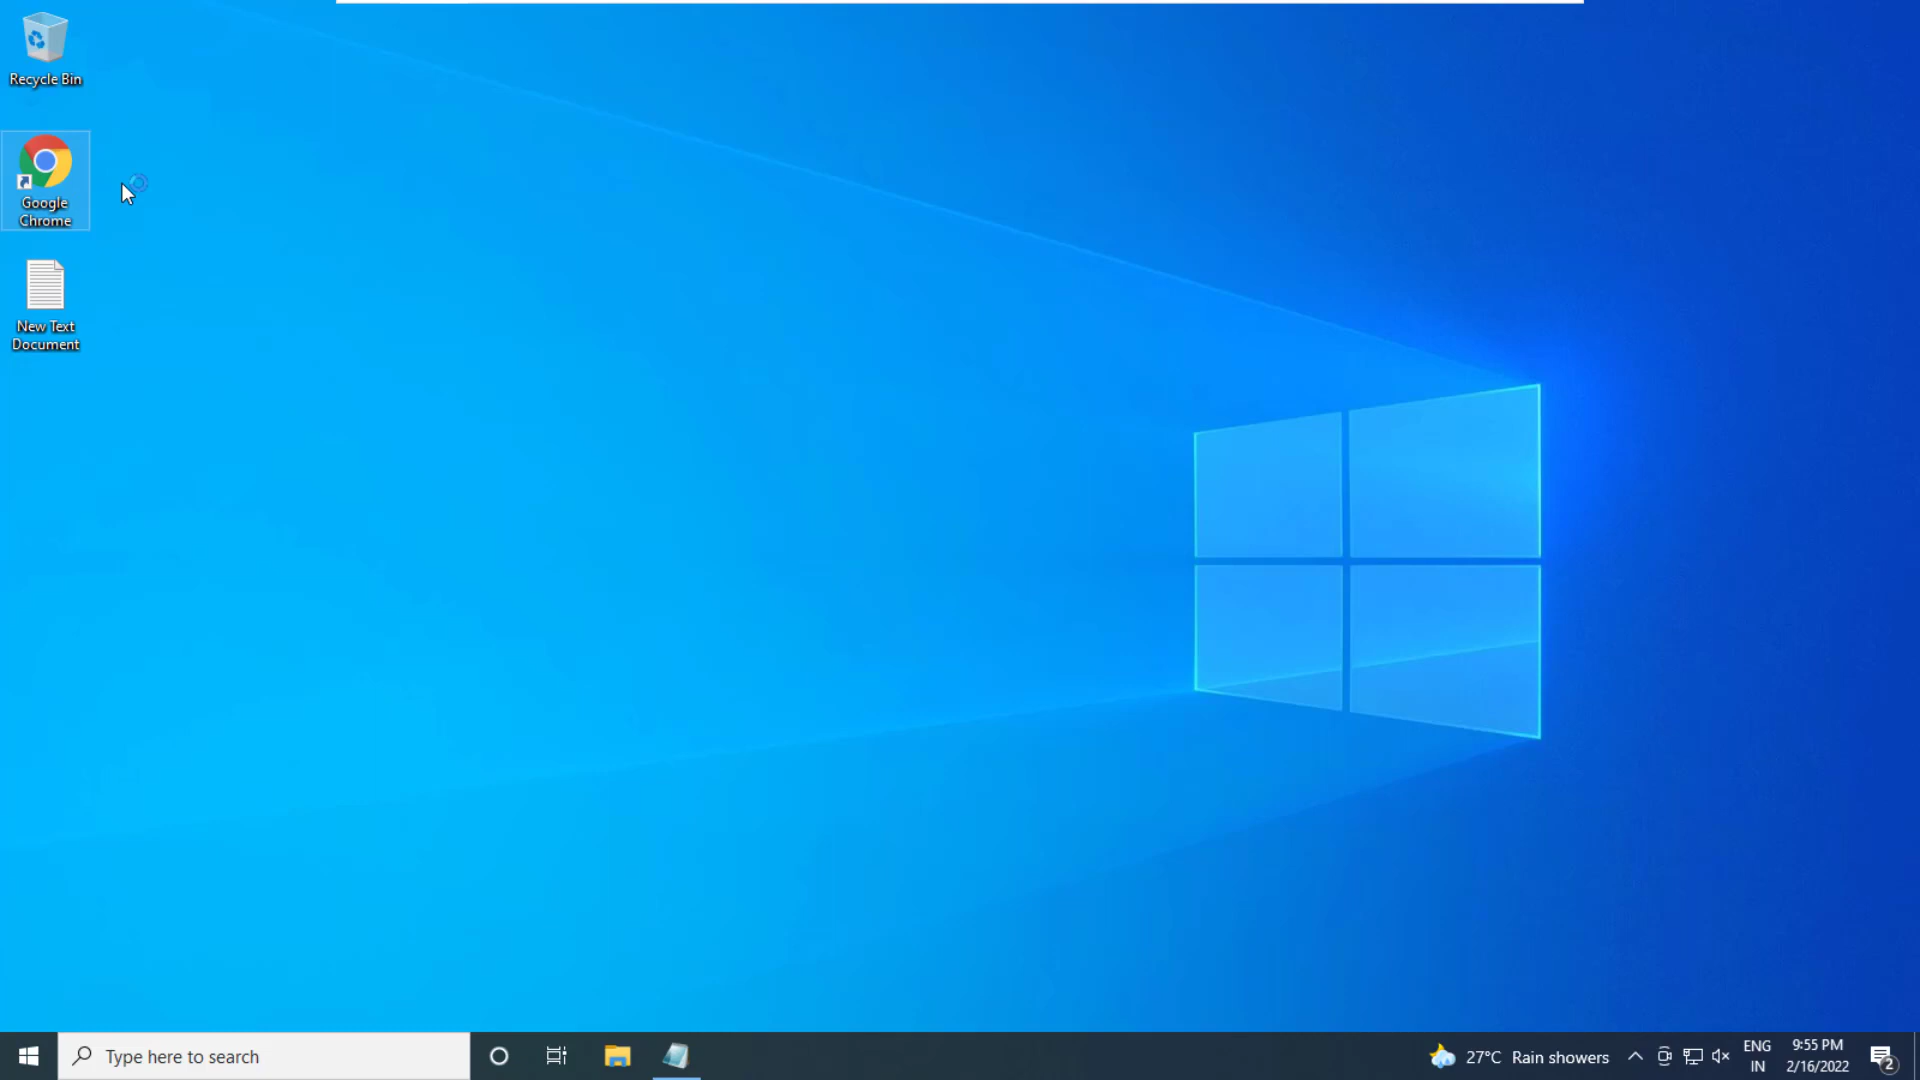 Recycle Bin
Google
Chrome
New Text
Document
Type here to search
27°C Rain showers
ENG
IN
9:55 PM
2/16/2022
2